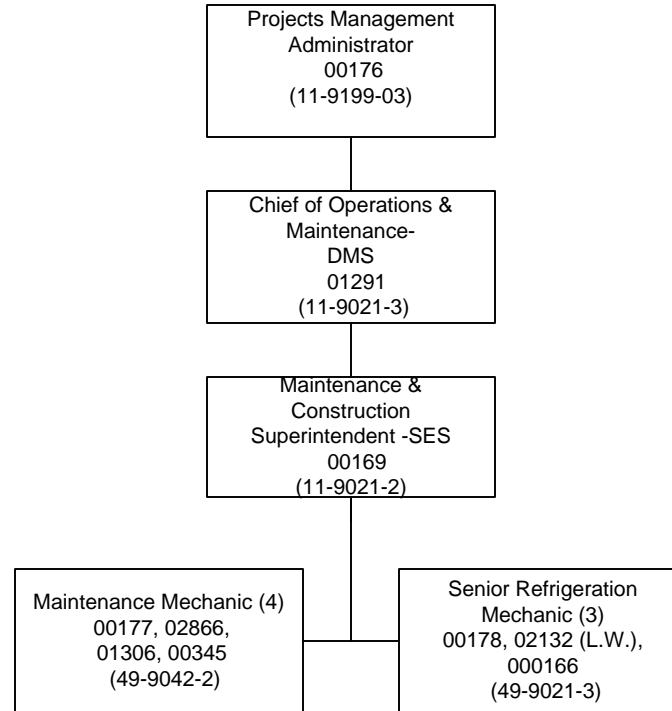 Projects Management
Administrator
00176
(11-9199-03)
Chief of Operations &
Maintenance-
DMS
01291
(11-9021-3)
Maintenance &
Construction
Superintendent -SES
00169
(11-9021-2)
Maintenance Mechanic (4)
00177, 02866,
01306, 00345
(49-9042-2)
Senior Refrigeration
Mechanic (3)
00178, 02132 (L.W.),
000166
(49-9021-3)